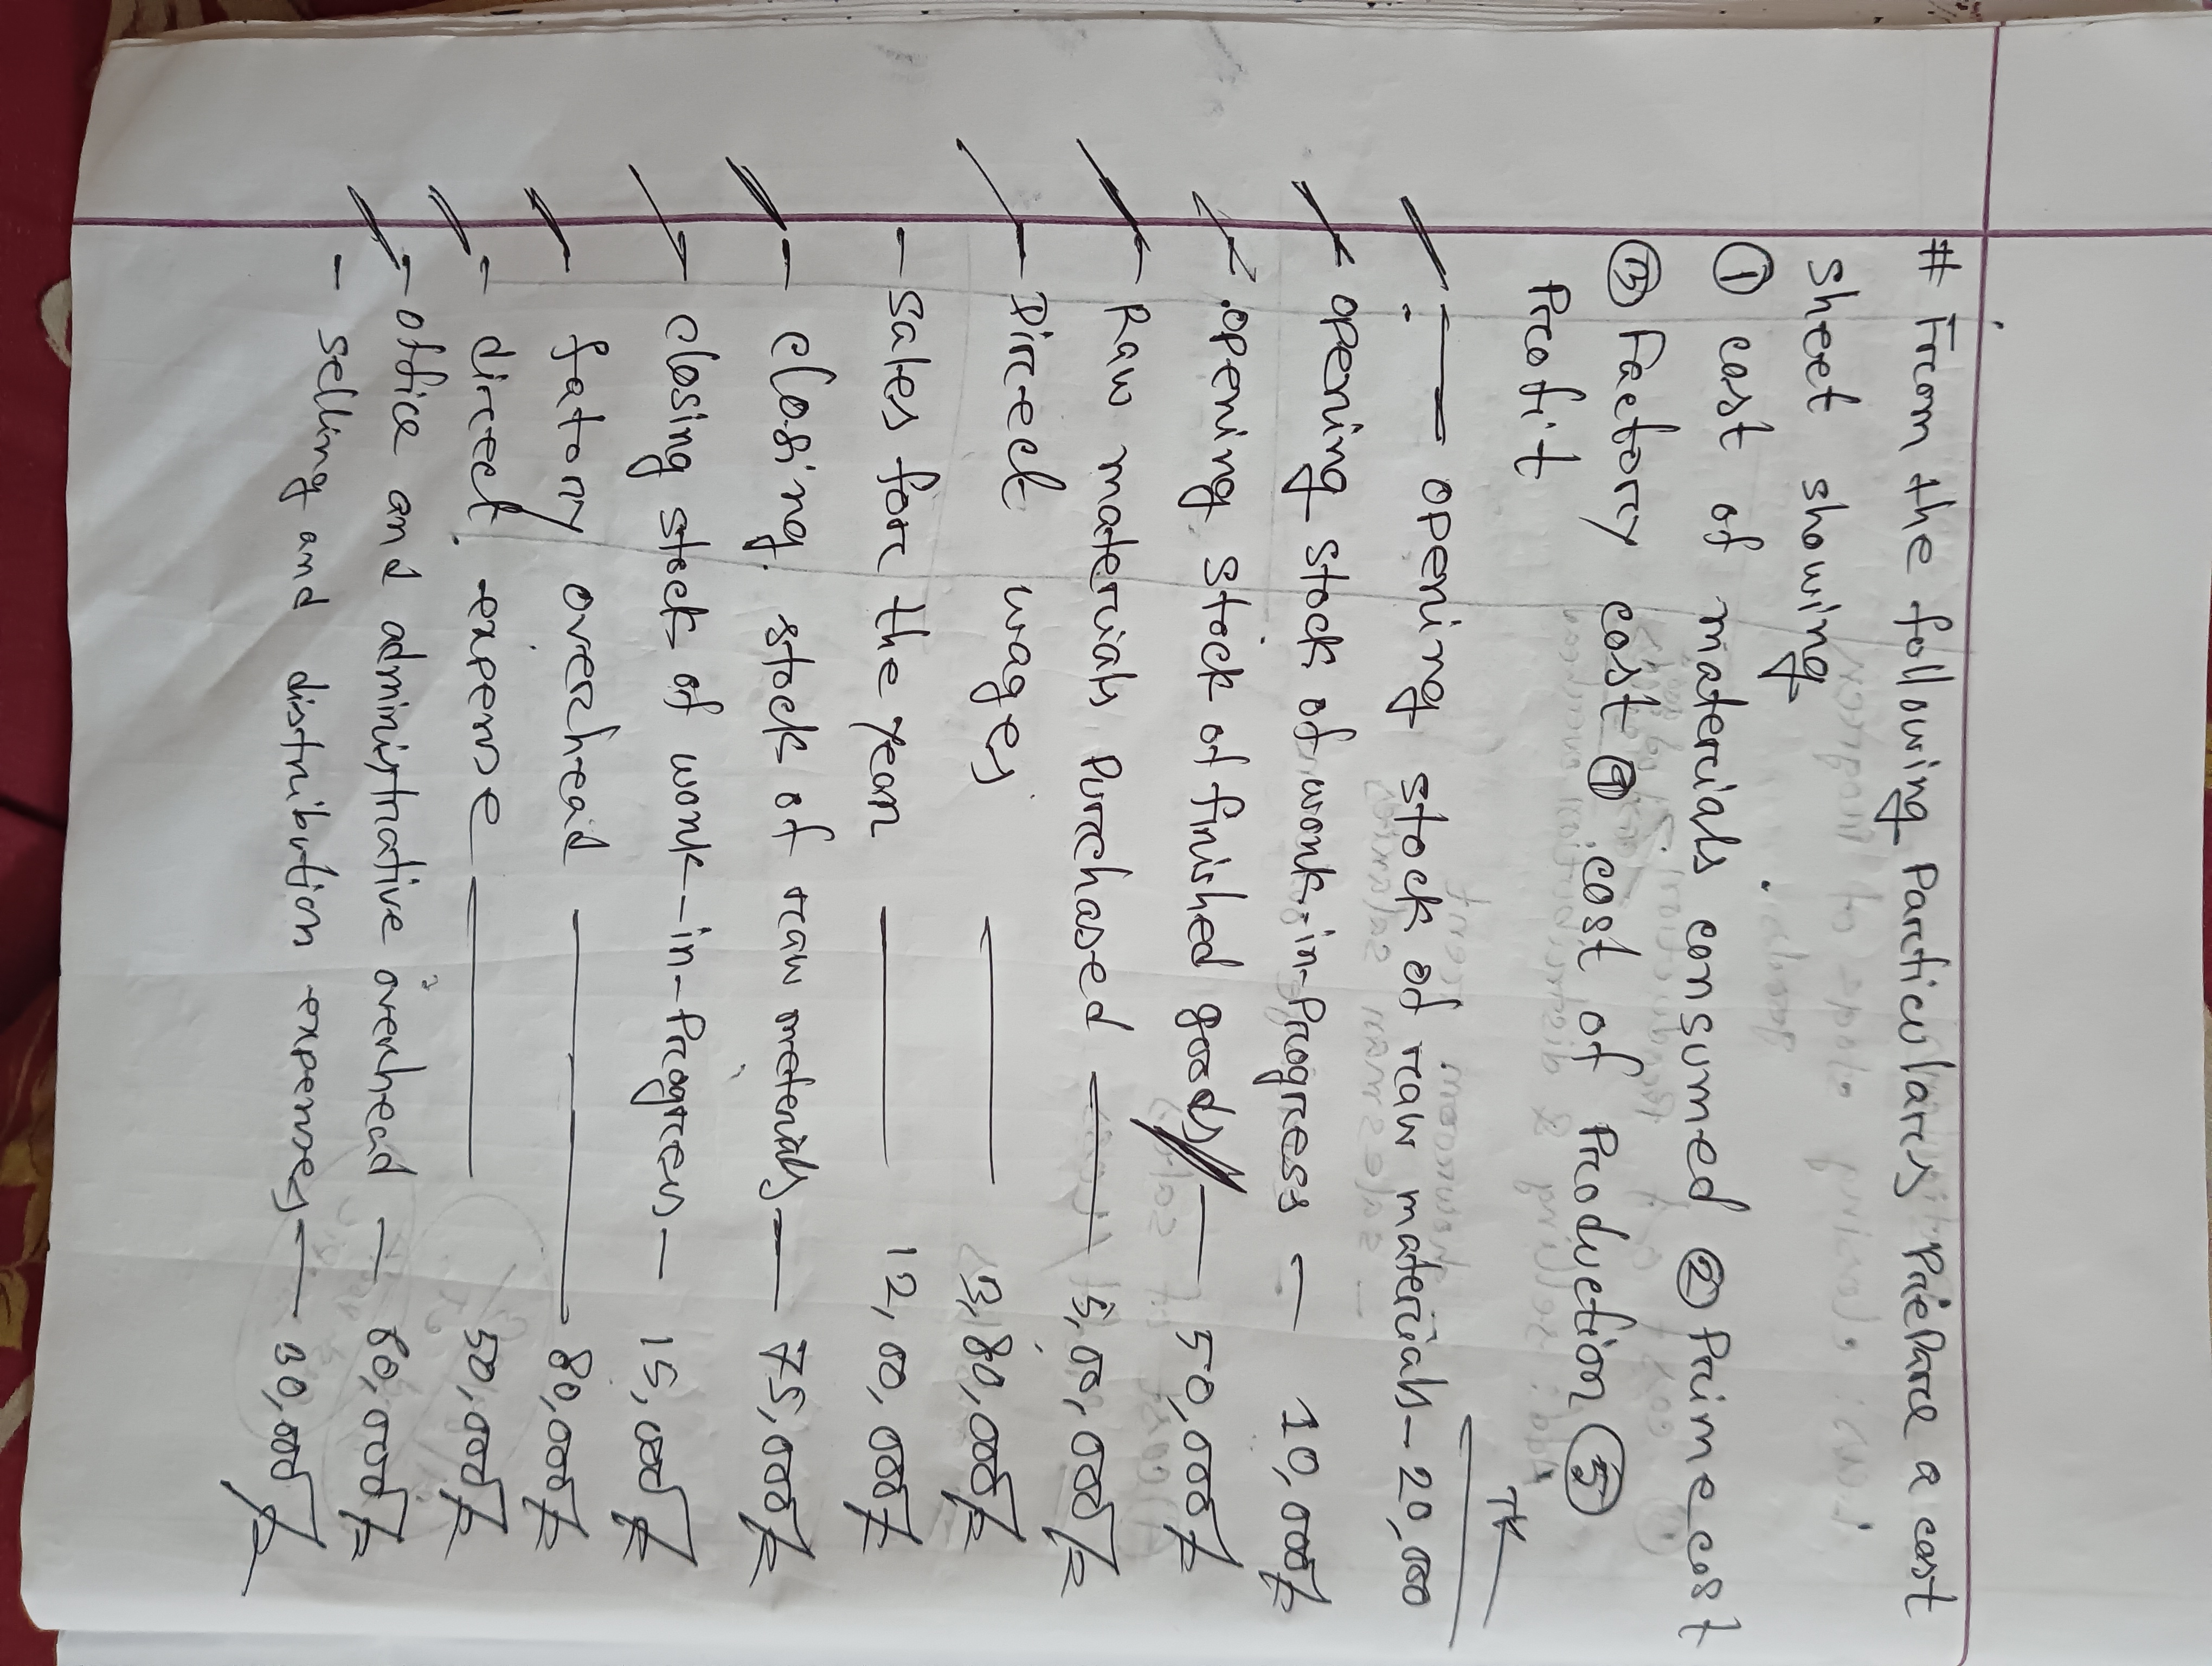 # From the following Particulars Prepare a cost
sheet showing
① cost of materials consumed ② Prime cost
③ Factory cost ④ cost of Production ⑤
Profit
TK
— opening stock of raw materials – 20,000
opening stock of work-in-Progress — 10,000/=
opening stock of finished goods — 50,000/=
- Raw materials Purchased — 5,00,000/=
- Direct wages — 3,80,000/=
- Sales for the year — 12,00,000/=
- closing stock of raw meterials — 75,000/=
- closing stock of work-in-Progress — 15,000/=
- fatory overhead — 80,000/=
- direct expense — 50,000/=
- office and administrative overhead — 60,000/=
- selling and distribution expenses — 30,000/=